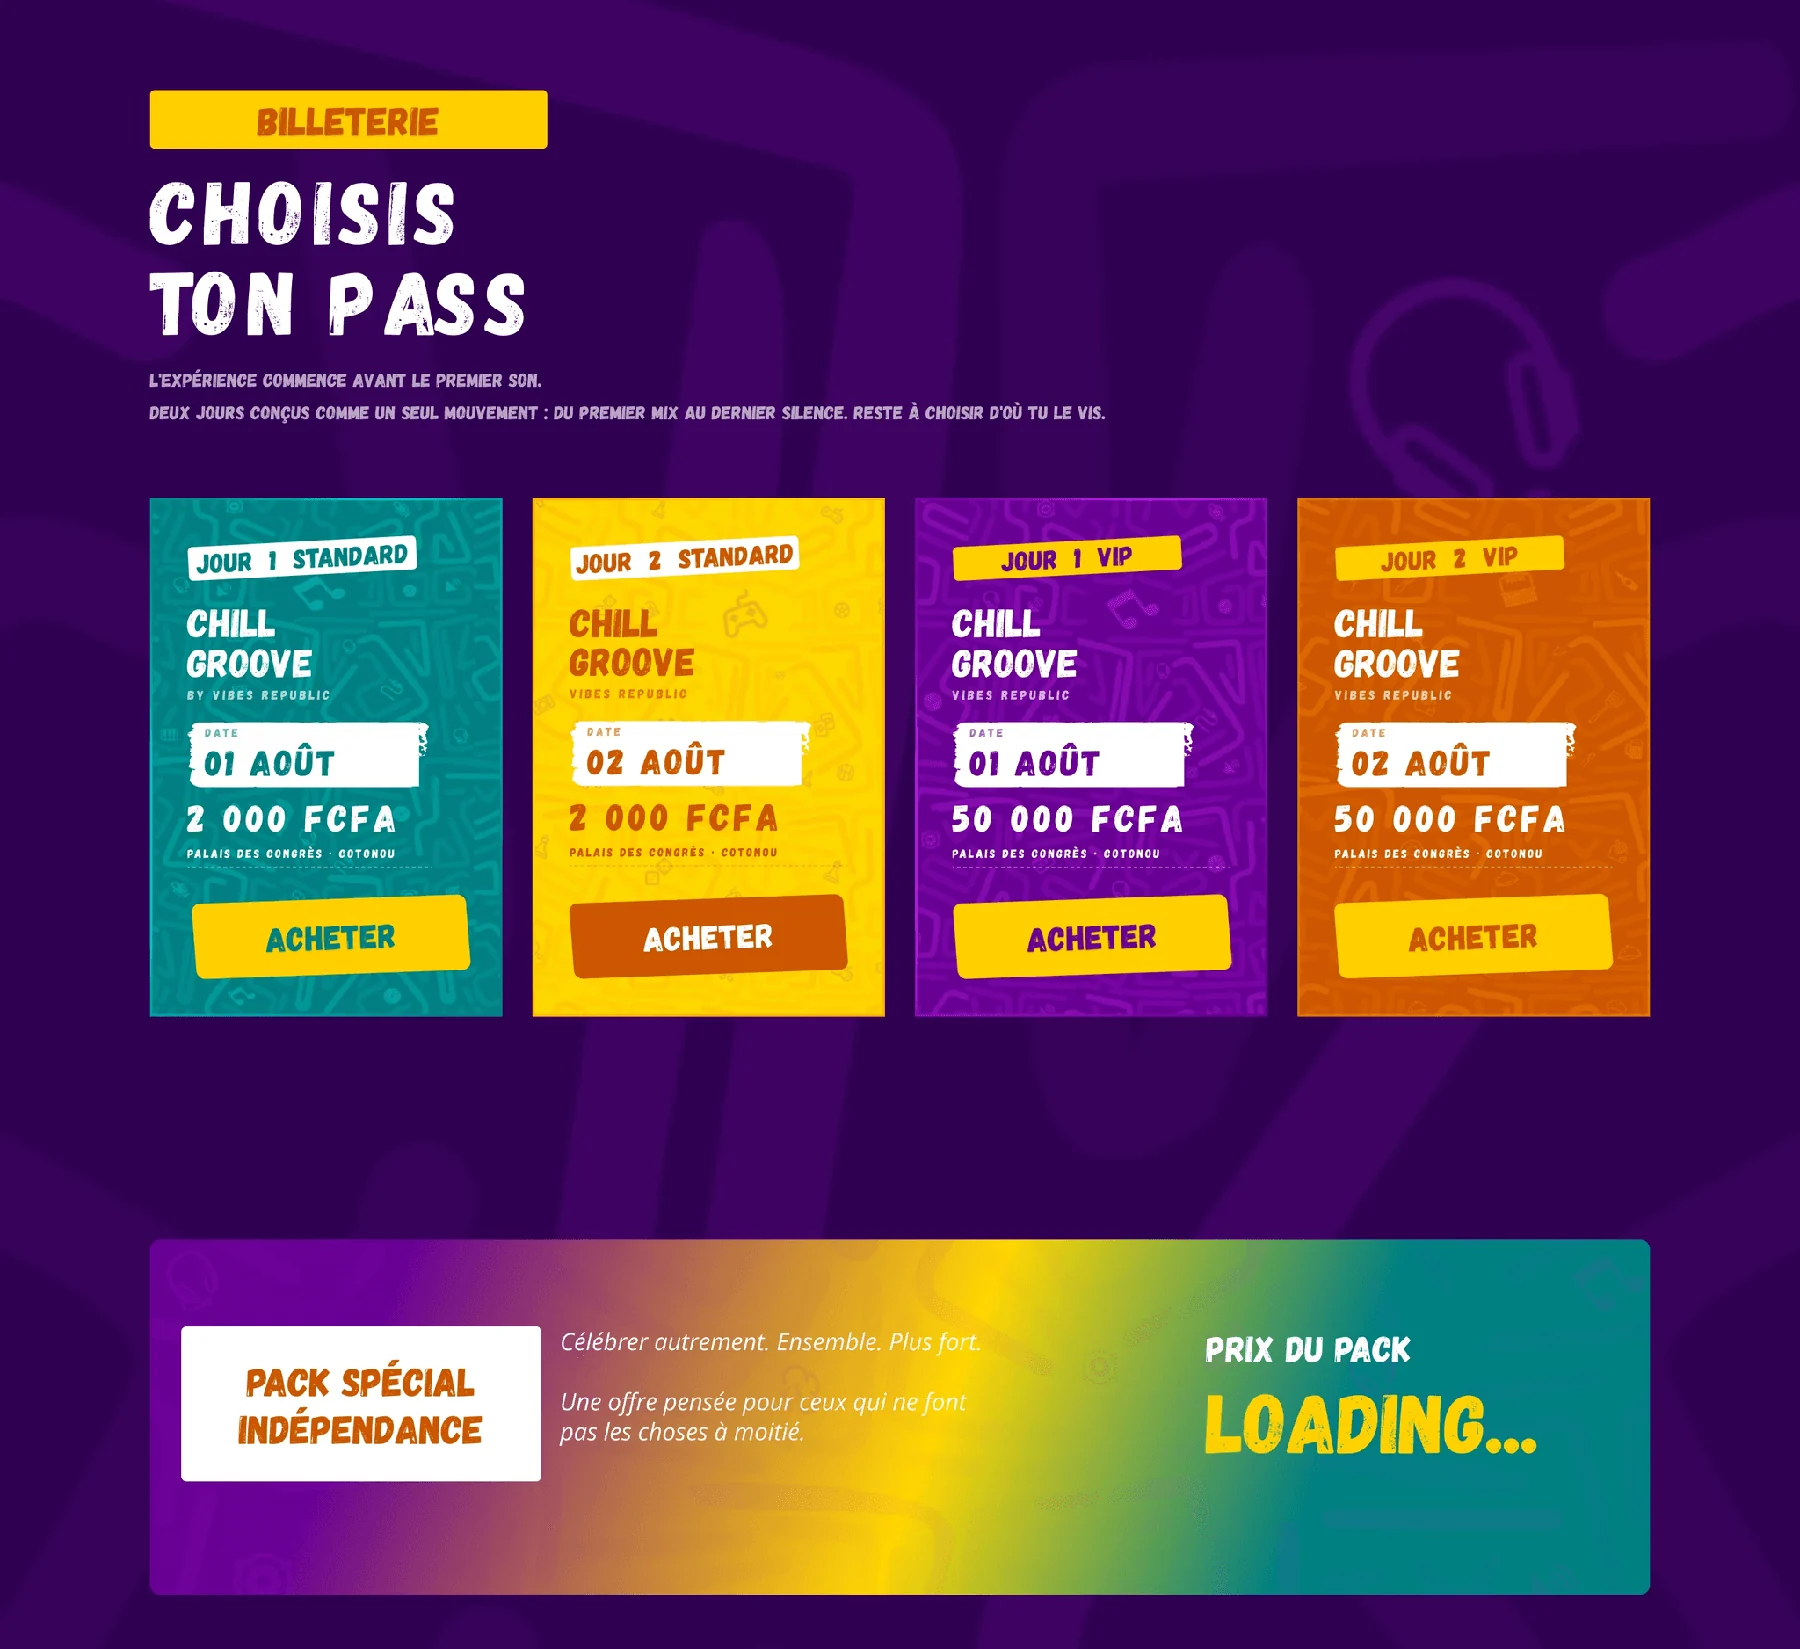 BILLETERIE
CHOISIS
TON PASS
L'EXPÉRIENCE COMMENCE AVANT LE PREMIER SON.
DEUX JOURS CONÇUS COMME UN SEUL MOUVEMENT : DU PREMIER MIX AU DERNIER SILENCE. RESTE À CHOISIR D'OÙ TU LE VIS.
JOUR 1 STANDARD
CHILL
GROOVE
BY VIBES REPUBLIC
DATE
01 AOÛT
2 000 FCFA
PALAIS DES CONGRÈS · COTONOU
ACHETER
JOUR 2 STANDARD
CHILL
GROOVE
VIBES REPUBLIC
DATE
02 AOÛT
2 000 FCFA
PALAIS DES CONGRÈS · COTONOU
ACHETER
JOUR 1 VIP
CHILL
GROOVE
VIBES REPUBLIC
DATE
01 AOÛT
50 000 FCFA
PALAIS DES CONGRÈS · COTONOU
ACHETER
JOUR 2 VIP
CHILL
GROOVE
VIBES REPUBLIC
DATE
02 AOÛT
50 000 FCFA
PALAIS DES CONGRÈS · COTONOU
ACHETER
PACK SPÉCIAL
INDÉPENDANCE
Célébrer autrement. Ensemble. Plus fort.
Une offre pensée pour ceux qui ne font
pas les choses à moitié.
PRIX DU PACK
LOADING...